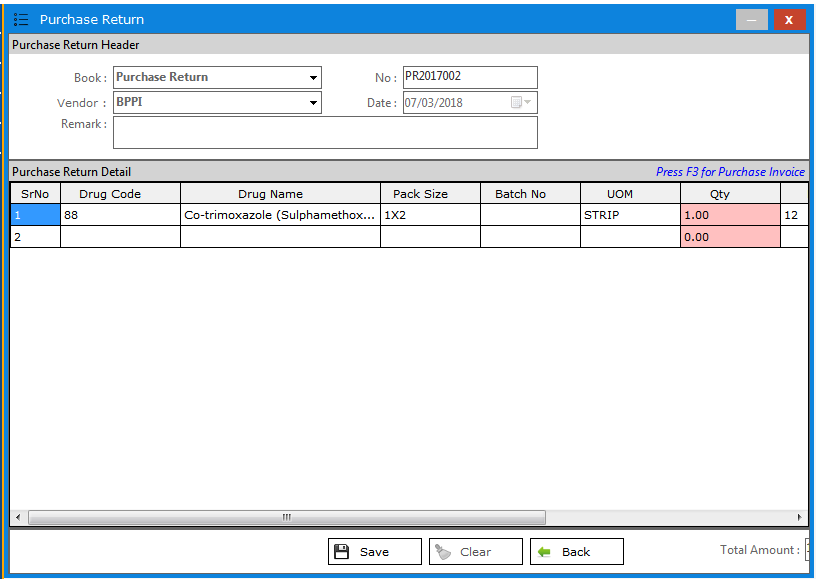 Purchase Return
X
Purchase Return Header
Book : Purchase Return No : PR2017002
Vendor : BPPI Date : 07/03/2018
Remark :
Purchase Return Detail Press F3 for Purchase Invoice
SrNo Drug Code Drug Name Pack Size Batch No UOM Qty
1 88 Co-trimoxazole (Sulphamethox... 1X2 STRIP 1.00 12
2 0.00
Save Clear Back Total Amount :